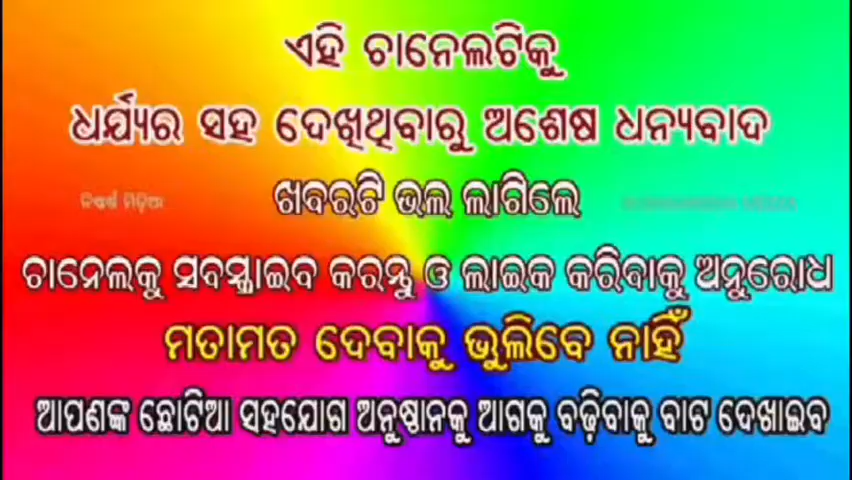 ଏହି ଚାନେଲଟିକୁ
ଧର୍ଯ୍ୟର ସହ ଦେଖିଥିବାରୁ ଅଶେଷ ଧନ୍ୟବାଦ
ଖବରଟି ଭଲ ଲାଗିଲେ
ଚାନେଲକୁ ସବସ୍କ୍ରାଇବ କରନ୍ତୁ ଓ ଲାଇକ କରିବାକୁ ଅନୁରୋଧ
ମତାମତ ଦେବାକୁ ଭୁଲିବେ ନାହିଁ
ଆପଣଙ୍କ ଛୋଟିଆ ସହଯୋଗ ଅନୁଷ୍ଠାନକୁ ଆଗକୁ ବଢ଼ିବାକୁ ବାଟ ଦେଖାଇବ